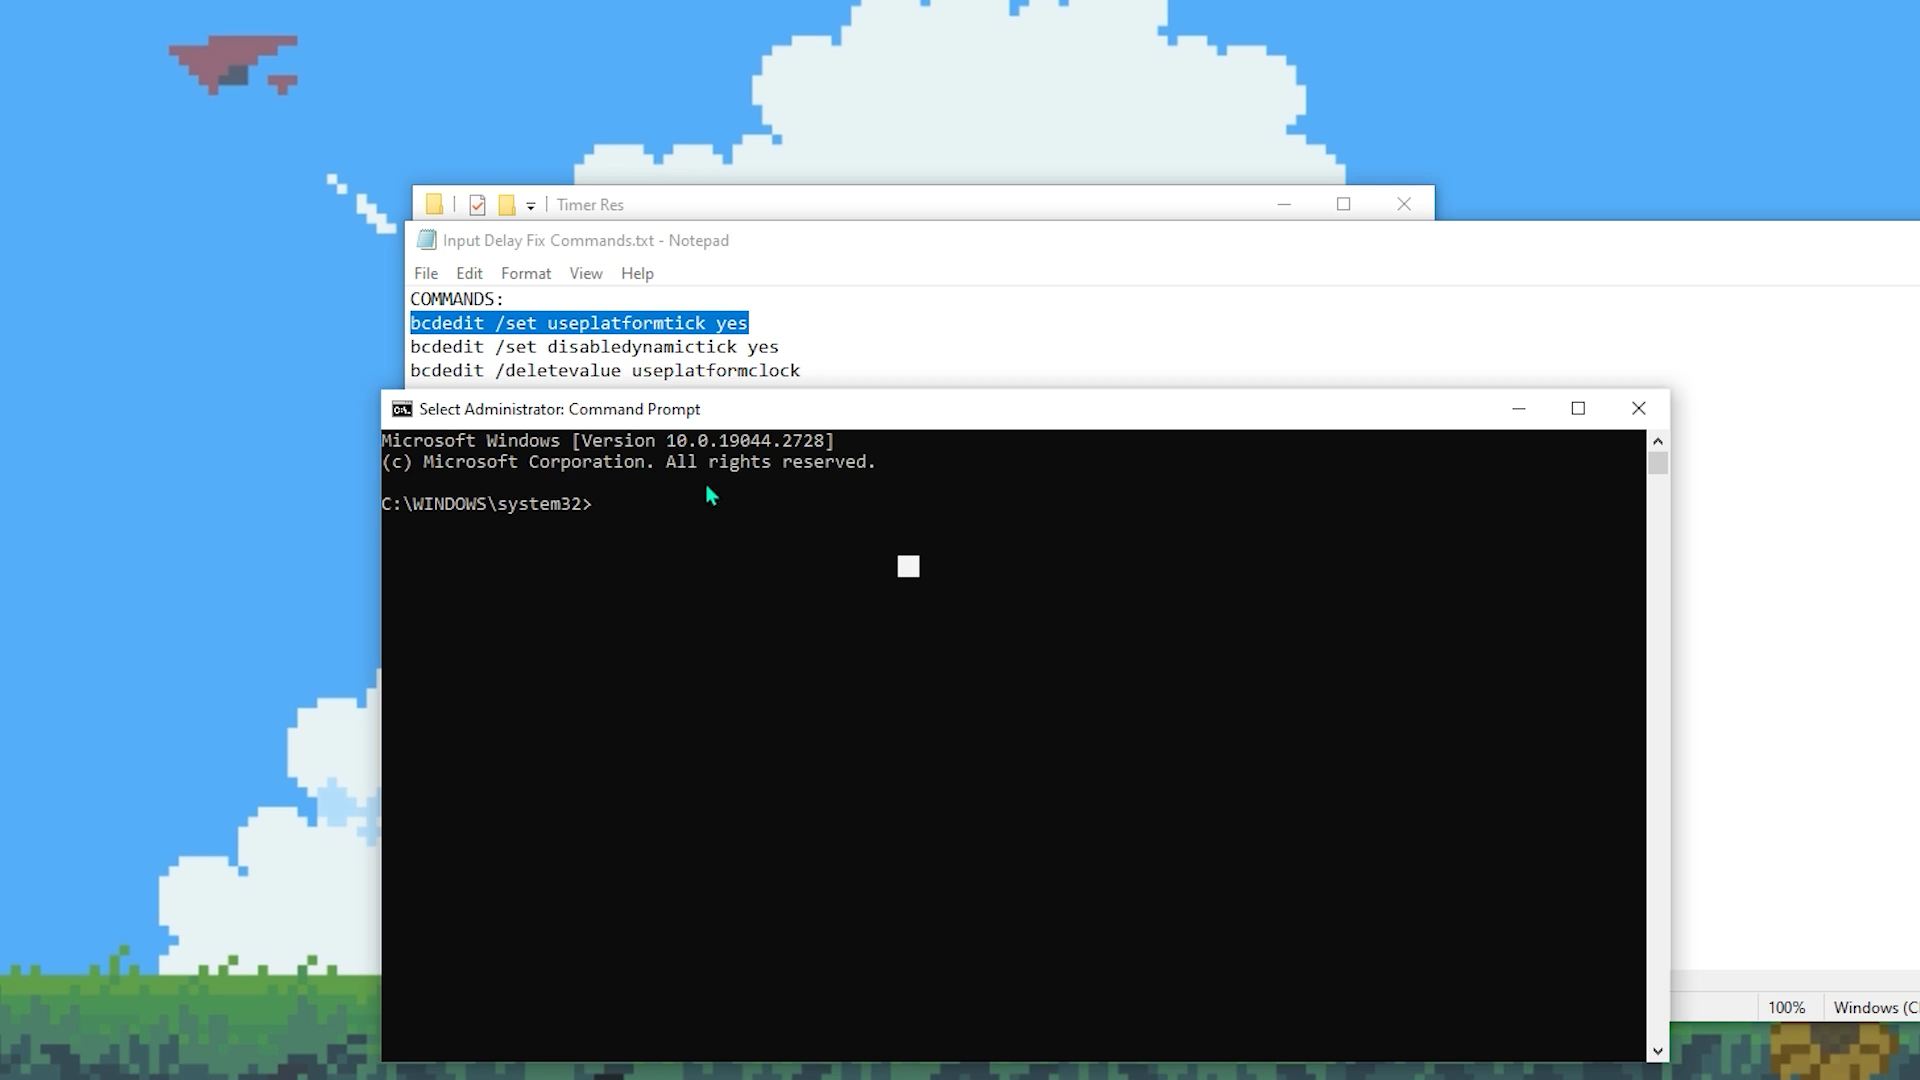 Timer Res
Input Delay Fix Commands.txt - Notepad
File Edit Format View Help
COMMANDS:
bcdedit /set useplatformtick yes
bcdedit /set disabledynamictick yes
bcdedit /deletevalue useplatformclock
Select Administrator: Command Prompt
Microsoft Windows [Version 10.0.19044.2728]
(c) Microsoft Corporation. All rights reserved.
C:\WINDOWS\system32>
100% Windows (C